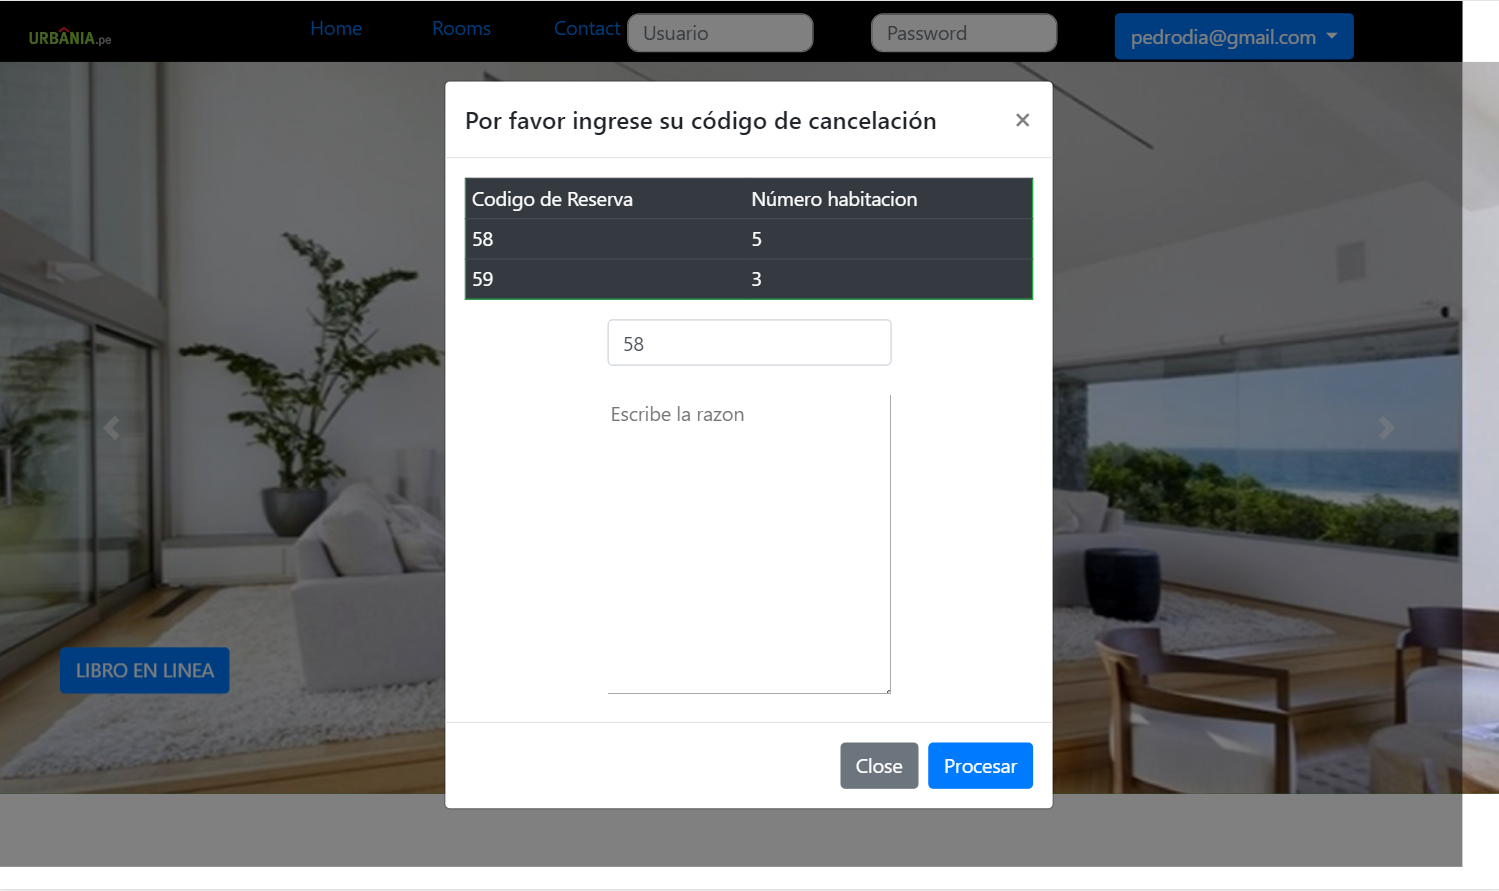 URBANIA.pe Home Rooms Contact Usuario Password pedrodia@gmail.com
Por favor ingrese su código de cancelación ×
Codigo de Reserva Número habitacion
58 5
59 3
58
Escribe la razon
LIBRO EN LINEA
Close Procesar